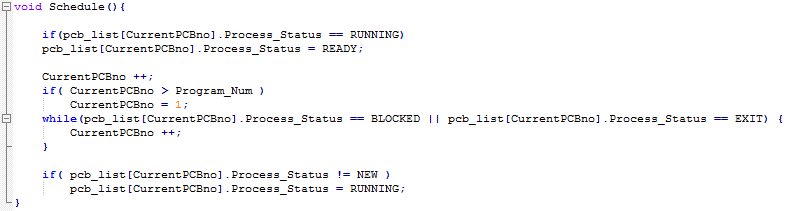 void Schedule(){
if(pcb_list[CurrentPCBno].Process_Status == RUNNING)
pcb_list[CurrentPCBno].Process_Status = READY;
CurrentPCBno ++;
if( CurrentPCBno > Program_Num )
CurrentPCBno = 1;
while(pcb_list[CurrentPCBno].Process_Status == BLOCKED || pcb_list[CurrentPCBno].Process_Status == EXIT) {
CurrentPCBno ++;
}
if( pcb_list[CurrentPCBno].Process_Status != NEW )
pcb_list[CurrentPCBno].Process_Status = RUNNING;
}